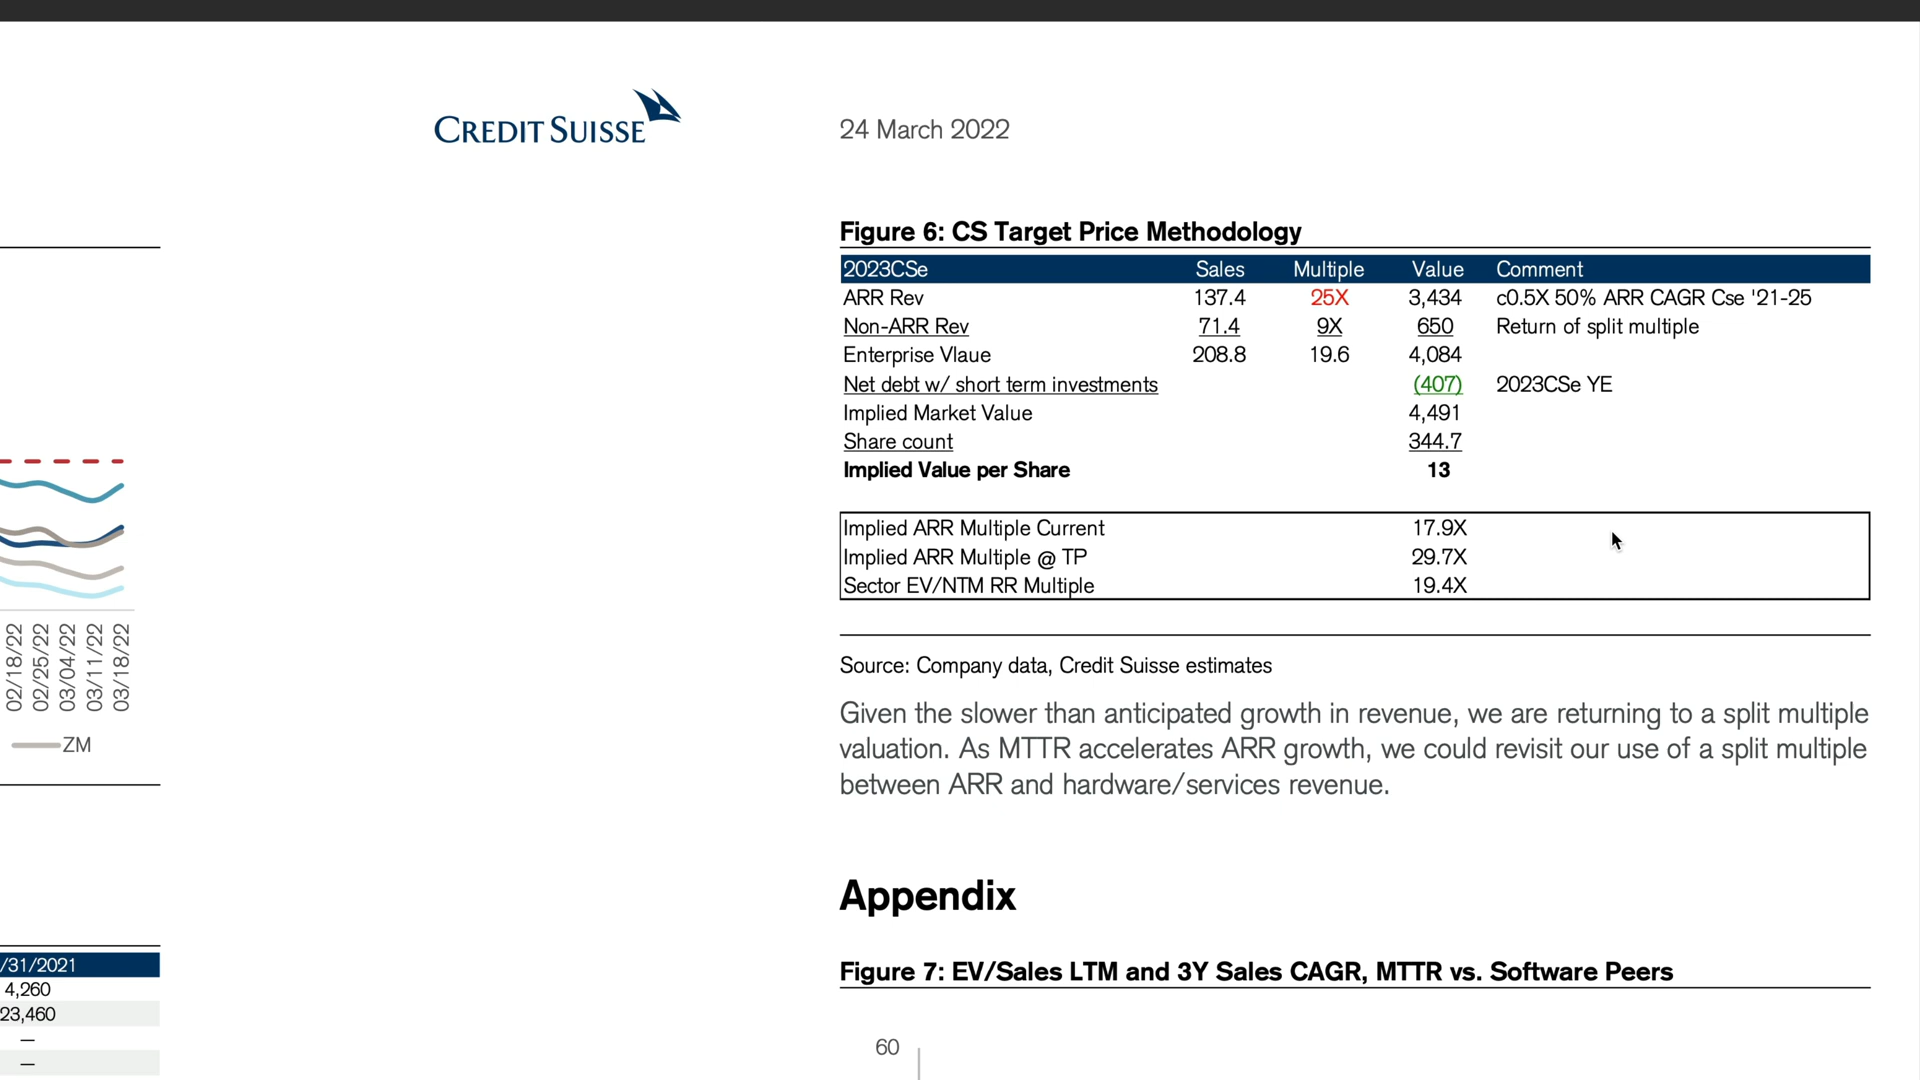 CREDIT SUISSE
24 March 2022
Figure 6: CS Target Price Methodology
2023CSe Sales Multiple Value Comment
ARR Rev 137.4 25X 3,434 c0.5X 50% ARR CAGR Cse '21-25
Non-ARR Rev 71.4 9X 650 Return of split multiple
Enterprise Vlaue 208.8 19.6 4,084
Net debt w/ short term investments (407) 2023CSe YE
Implied Market Value 4,491
Share count 344.7
Implied Value per Share 13
Implied ARR Multiple Current 17.9X
Implied ARR Multiple @ TP 29.7X
Sector EV/NTM RR Multiple 19.4X
Source: Company data, Credit Suisse estimates
Given the slower than anticipated growth in revenue, we are returning to a split multiple
valuation. As MTTR accelerates ARR growth, we could revisit our use of a split multiple
between ARR and hardware/services revenue.
Appendix
Figure 7: EV/Sales LTM and 3Y Sales CAGR, MTTR vs. Software Peers
60
02/18/22
02/25/22
03/04/22
03/11/22
03/18/22
ZM
/31/2021
4,260
23,460
—
—